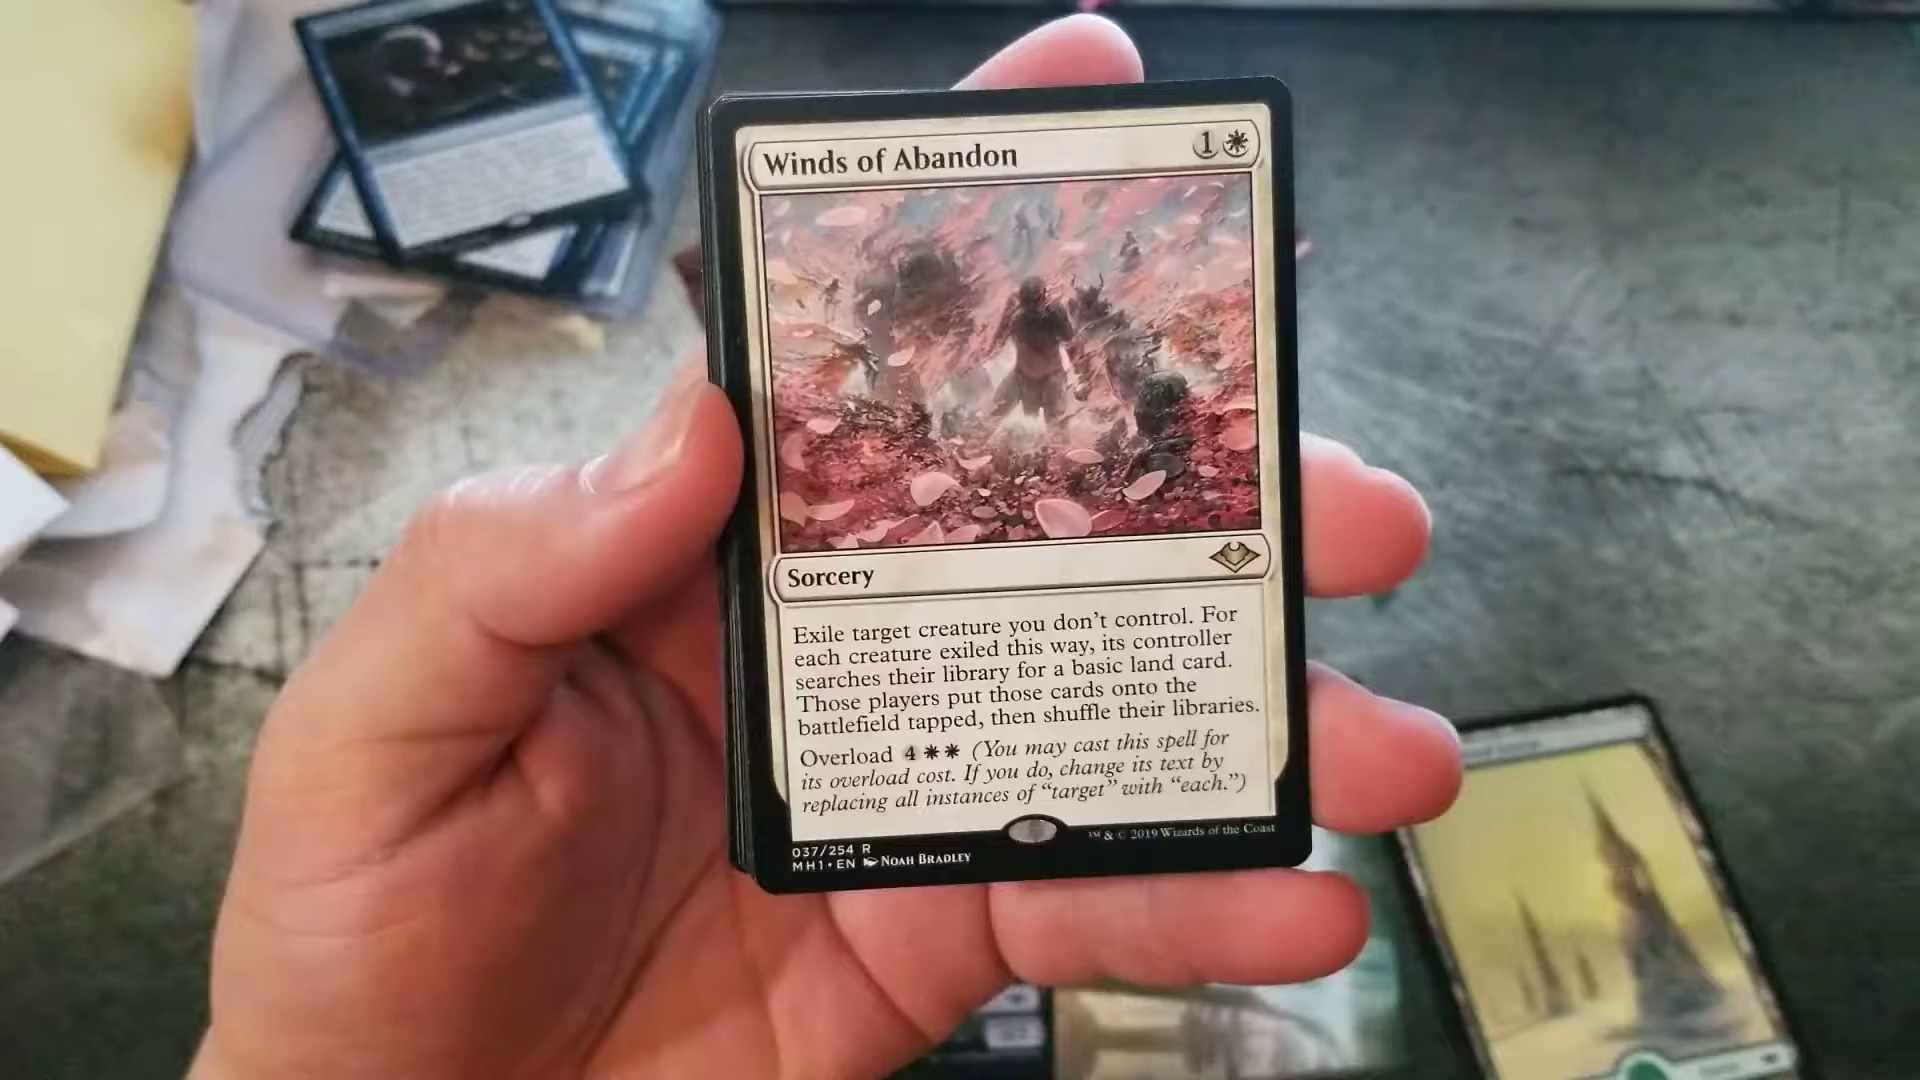 Winds of Abandon 1
Sorcery
Exile target creature you don't control. For
each creature exiled this way, its controller
searches their library for a basic land card.
Those players put those cards onto the
battlefield tapped, then shuffle their libraries.
Overload 4 (You may cast this spell for
its overload cost. If you do, change its text by
replacing all instances of "target" with "each.")
037/254 R
MH1 • EN NOAH BRADLEY
™ & © 2019 Wizards of the Coast